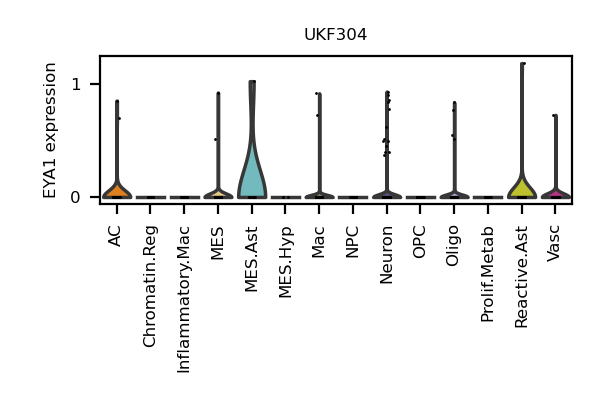 UKF304
EYA1 expression
1
0
AC
Chromatin.Reg
Inflammatory.Mac
MES
MES.Ast
MES.Hyp
Mac
NPC
Neuron
OPC
Oligo
Prolif.Metab
Reactive.Ast
Vasc